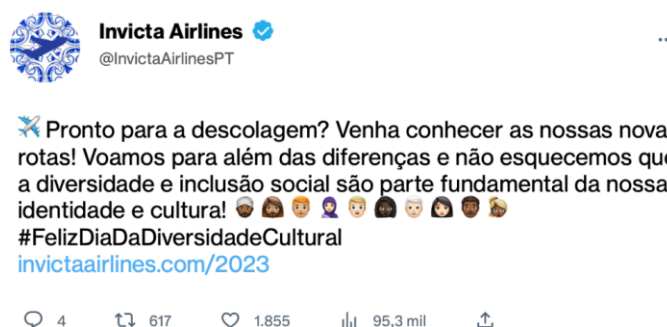 Invicta Airlines
@InvictaAirlinesPT
✈️ Pronto para a descolagem? Venha conhecer as nossas nova
rotas! Voamos para além das diferenças e não esquecemos que
a diversidade e inclusão social são parte fundamental da nossa
identidade e cultura! 👳🏾‍♂️👩🏽👨🏼‍🦰🧕🏼👱🏼👩🏿👨🏻‍🦳👩🏻👨🏾👱🏽‍♀️
#FelizDiaDaDiversidadeCultural
invictaairlines.com/2023
4 617 1.855 95,3 mil